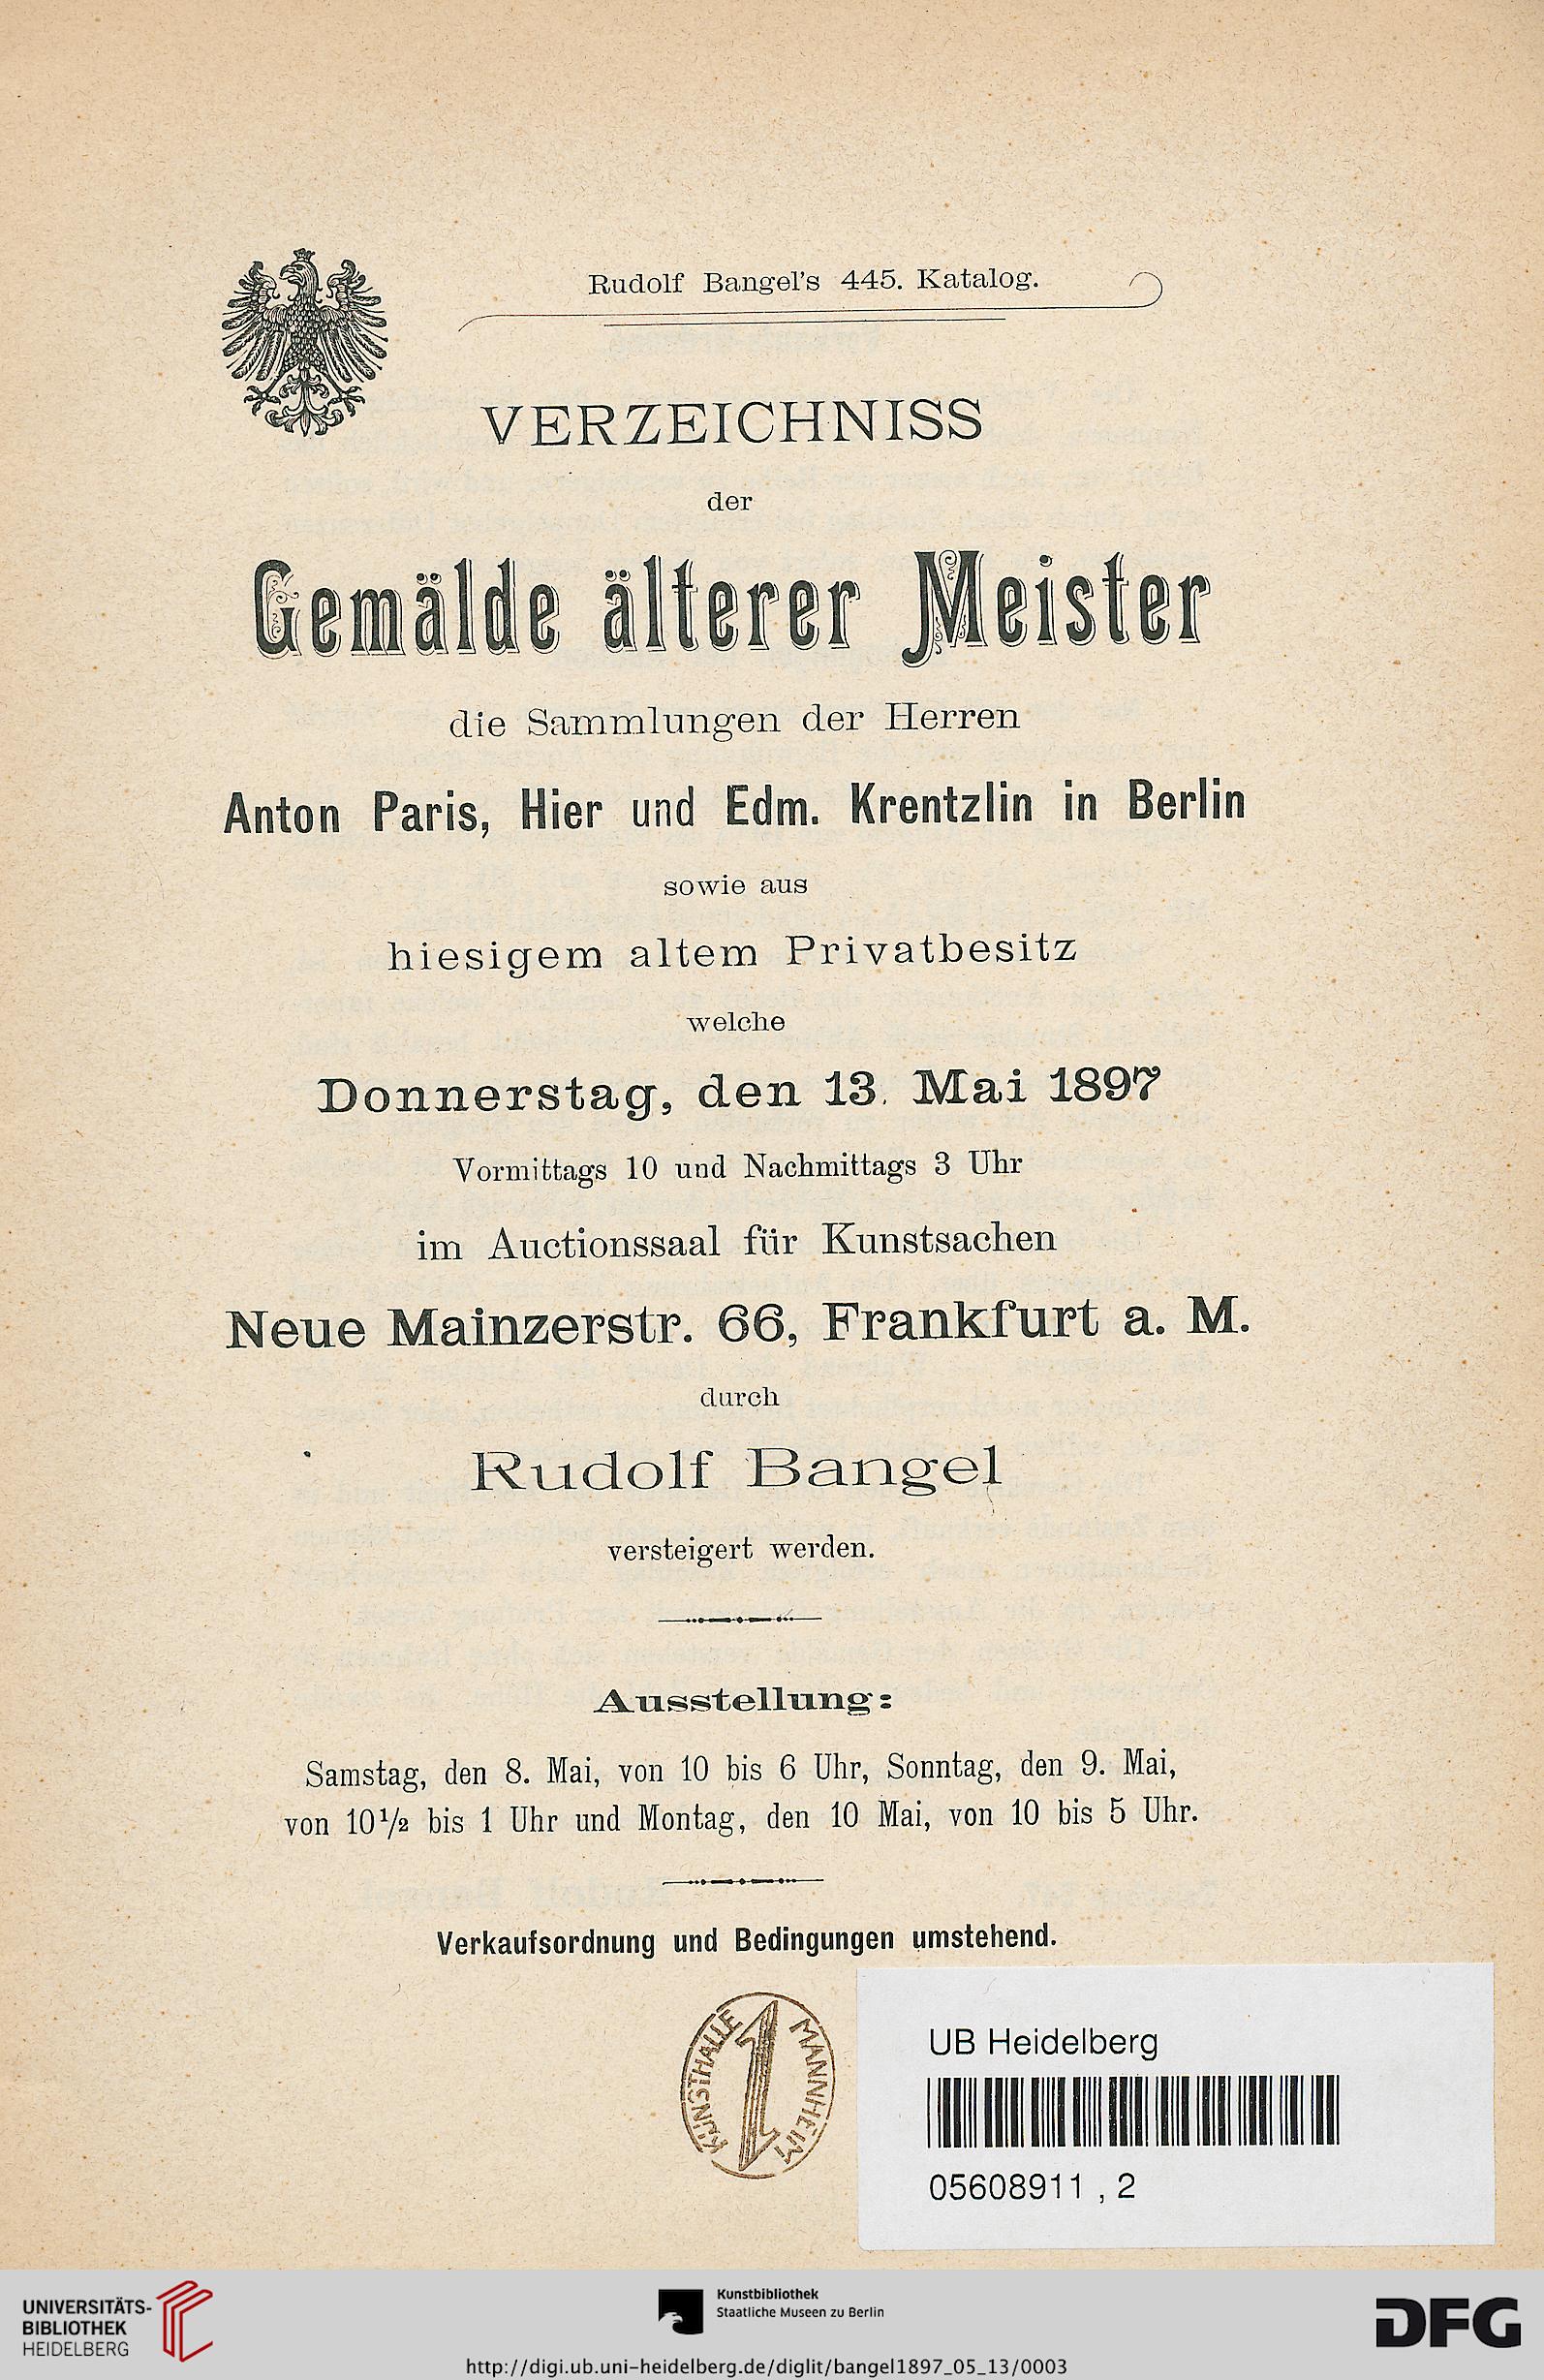 Rudolf Bangel's 445. Katalog.
VERZEICHNISS
der
Gemälde älterer Meister
die Sammlungen der Herren
Anton Paris, Hier und Edm. Krentzlin in Berlin
sowie aus
hiesigem altem Privatbesitz
welche
Donnerstag, den 13. Mai 1897
Vormittags 10 und Nachmittags 3 Uhr
im Auctionssaal für Kunstsachen
Neue Mainzerstr. 66, Frankfurt a. M.
durch
Rudolf Bangel
versteigert werden.
Ausstellung:
Samstag, den 8. Mai, von 10 bis 6 Uhr, Sonntag, den 9. Mai,
von 10½ bis 1 Uhr und Montag, den 10 Mai, von 10 bis 5 Uhr.
Verkaufsordnung und Bedingungen umstehend.
KUNSTHALLE MANNHEIM
UB Heidelberg
05608911 , 2
UNIVERSITÄTS-
BIBLIOTHEK
HEIDELBERG
Kunstbibliothek
Staatliche Museen zu Berlin
DFG
http://digi.ub.uni-heidelberg.de/diglit/bangel1897_05_13/0003